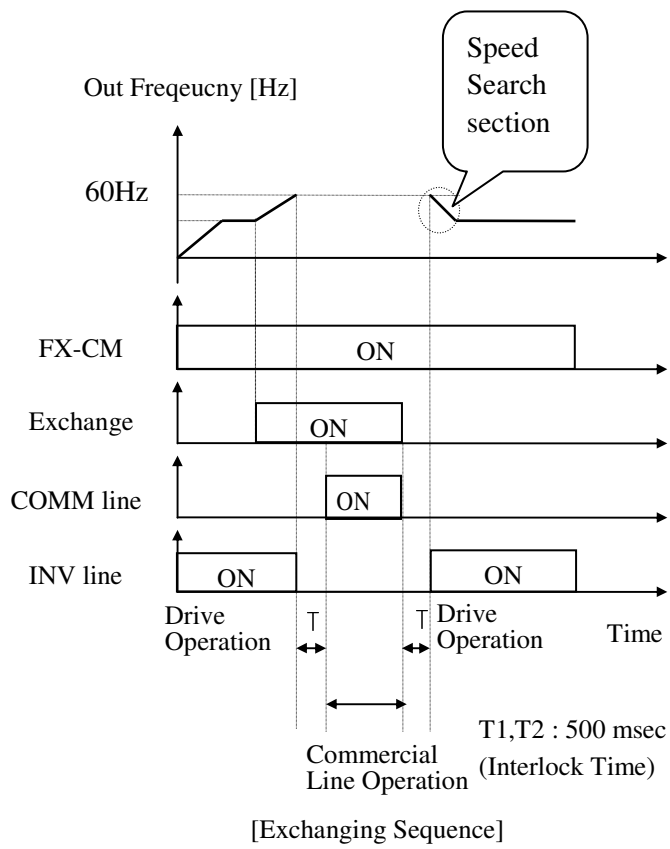 Speed
Search
section
Out Freqeucny [Hz]
60Hz
FX-CM
ON
Exchange
ON
COMM line
ON
INV line
ON
ON
Drive
Operation
T
T
Drive
Operation
Time
Commercial
Line Operation
T1,T2 : 500 msec
(Interlock Time)
[Exchanging Sequence]